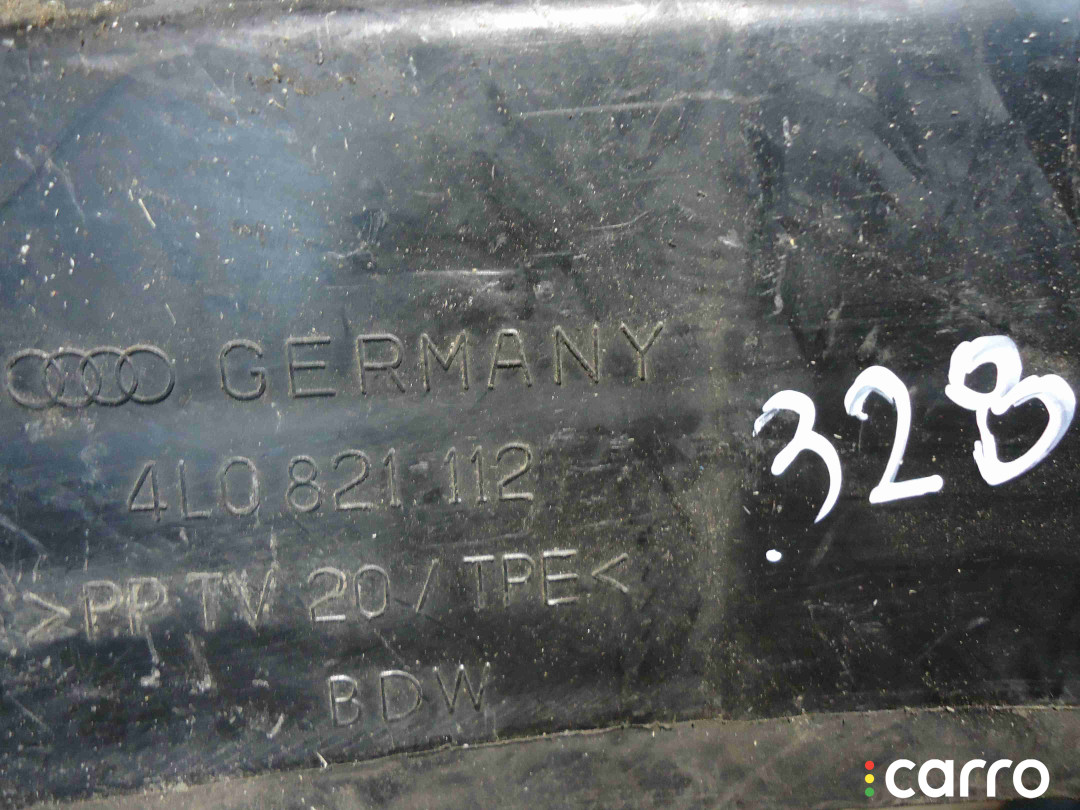 GERMANY
4L0 821 112
328
>PP TV 20 / TPE<
BDW
carro